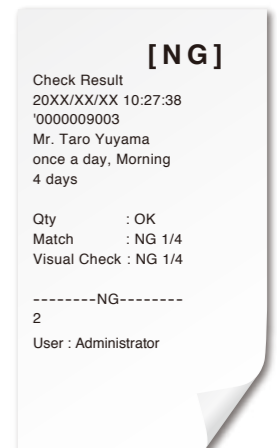 [NG]
Check Result
20XX/XX/XX 10:27:38
'0000009003
Mr. Taro Yuyama
once a day, Morning
4 days
Qty : OK
Match : NG 1/4
Visual Check : NG 1/4
--------NG--------
2
User : Administrator